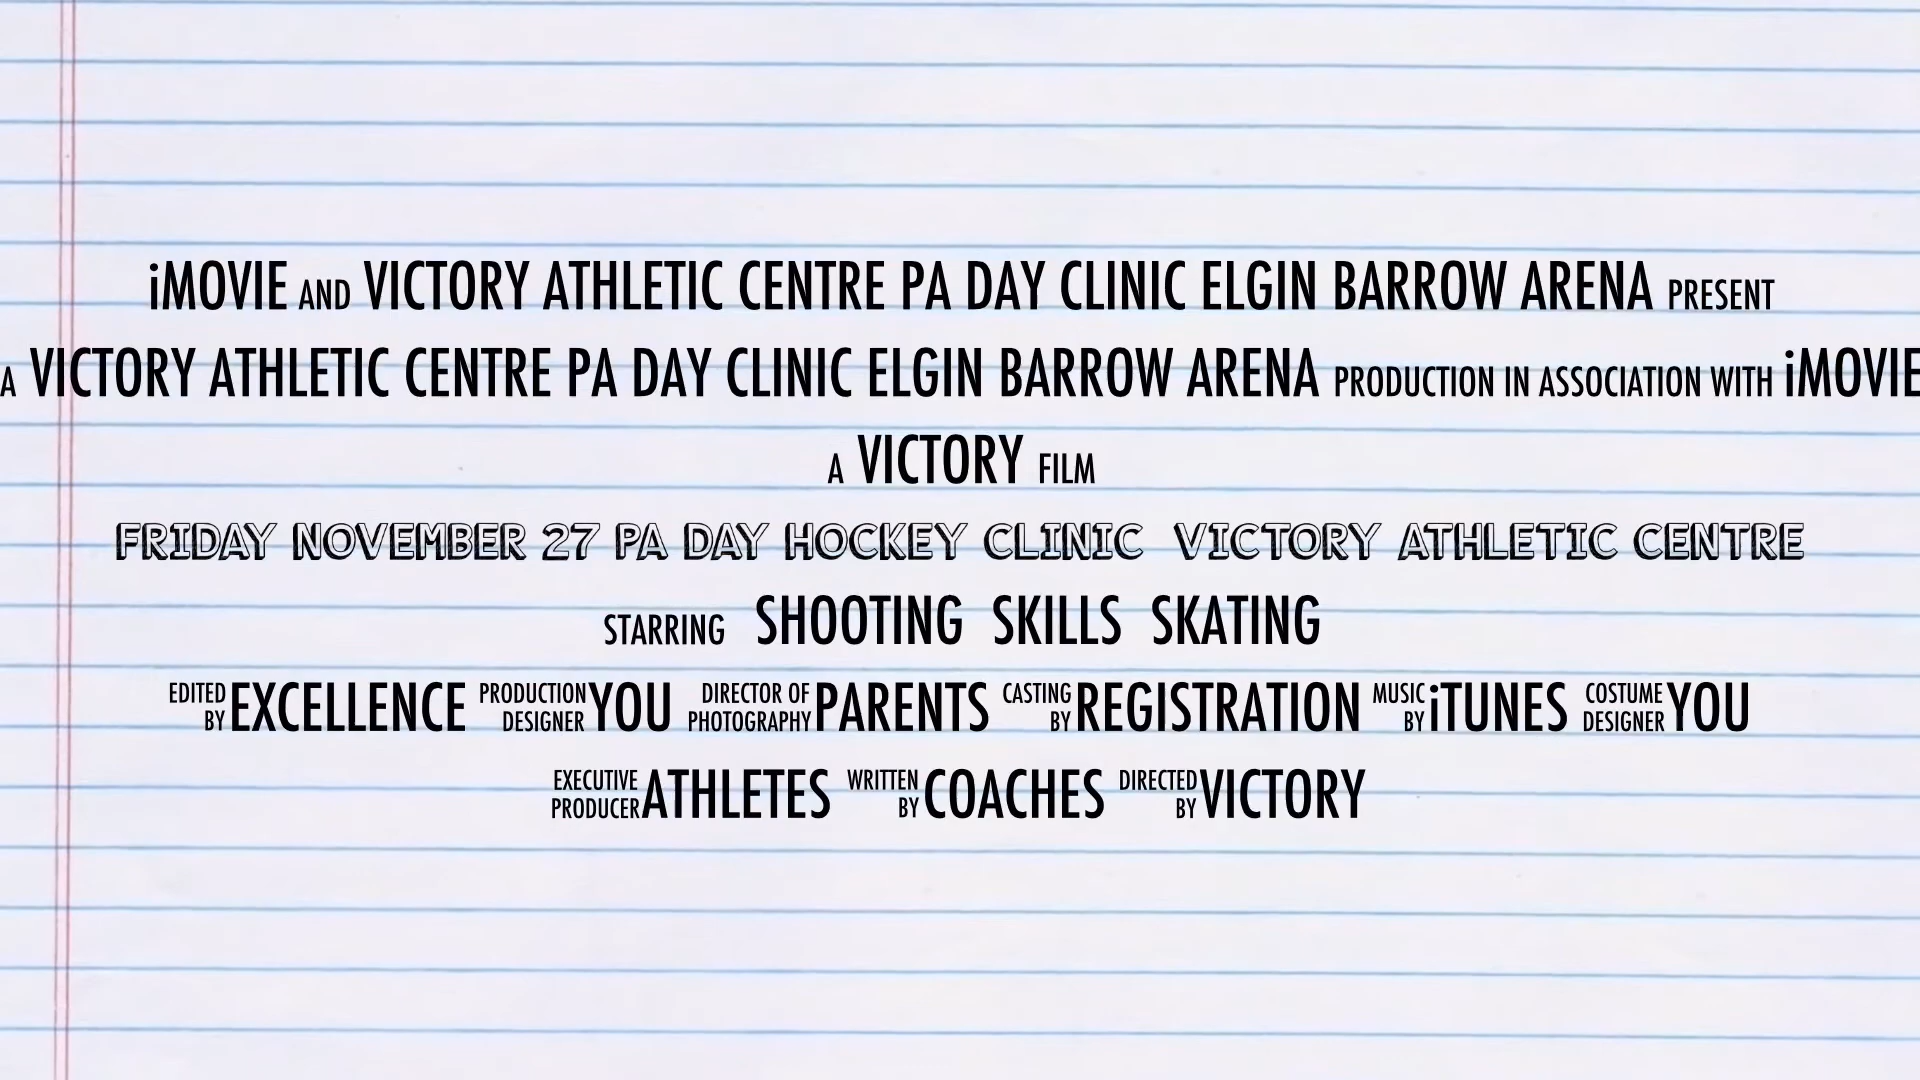 iMOVIE AND VICTORY ATHLETIC CENTRE PA DAY CLINIC ELGIN BARROW ARENA PRESENT
A VICTORY ATHLETIC CENTRE PA DAY CLINIC ELGIN BARROW ARENA PRODUCTION IN ASSOCIATION WITH iMOVIE
A VICTORY FILM
FRIDAY NOVEMBER 27 PA DAY HOCKEY CLINIC VICTORY ATHLETIC CENTRE
STARRING SHOOTING SKILLS SKATING
EDITED BY EXCELLENCE PRODUCTION DESIGNER YOU DIRECTOR OF PHOTOGRAPHY PARENTS CASTING BY REGISTRATION MUSIC BY iTUNES COSTUME DESIGNER YOU
EXECUTIVE PRODUCER ATHLETES WRITTEN BY COACHES DIRECTED BY VICTORY